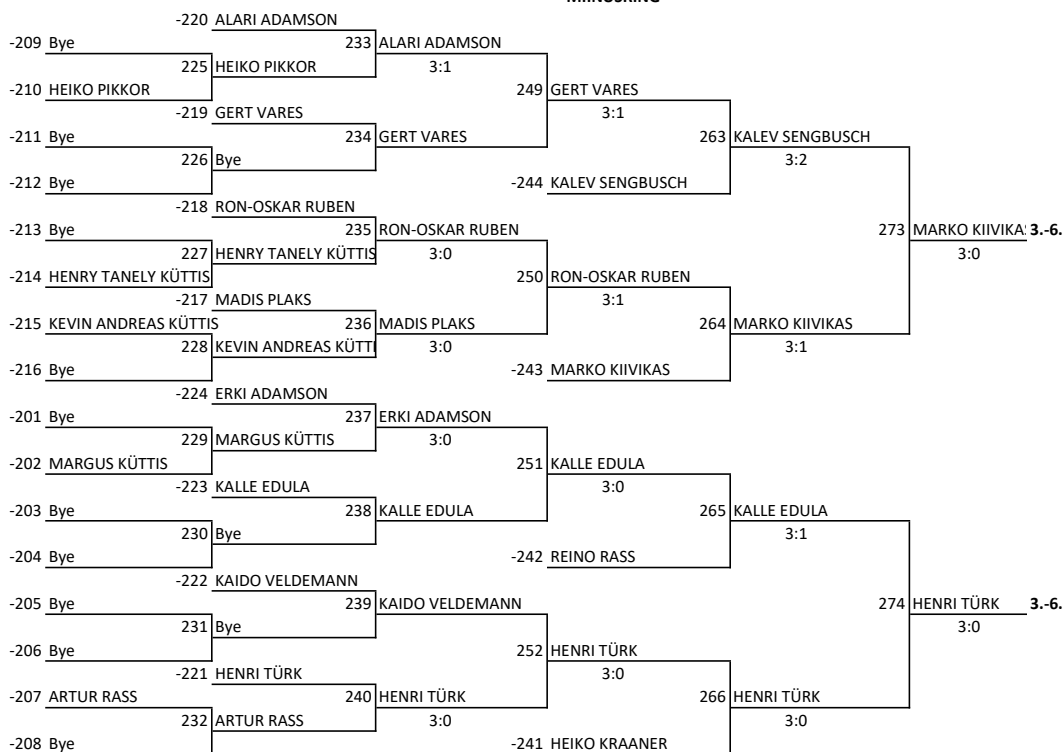 -220 ALARI ADAMSON
-209 Bye 233 ALARI ADAMSON
225 HEIKO PIKKOR 3:1
-210 HEIKO PIKKOR 249 GERT VARES
-219 GERT VARES 3:1
-211 Bye 234 GERT VARES 263 KALEV SENGBUSCH
226 Bye 3:2
-212 Bye -244 KALEV SENGBUSCH
-218 RON-OSKAR RUBEN
-213 Bye 235 RON-OSKAR RUBEN 273 MARKO KIIVIKAS 3.-6.
227 HENRY TANELY KÜTTIS 3:0 3:0
-214 HENRY TANELY KÜTTIS 250 RON-OSKAR RUBEN
-217 MADIS PLAKS 3:1
-215 KEVIN ANDREAS KÜTTIS 236 MADIS PLAKS 264 MARKO KIIVIKAS
228 KEVIN ANDREAS KÜTTI 3:0 3:1
-216 Bye -243 MARKO KIIVIKAS
-224 ERKI ADAMSON
-201 Bye 237 ERKI ADAMSON
229 MARGUS KÜTTIS 3:0
-202 MARGUS KÜTTIS 251 KALLE EDULA
-223 KALLE EDULA 3:0
-203 Bye 238 KALLE EDULA 265 KALLE EDULA
230 Bye 3:1
-204 Bye -242 REINO RASS
-222 KAIDO VELDEMANN
-205 Bye 239 KAIDO VELDEMANN 274 HENRI TÜRK 3.-6.
231 Bye 3:0
-206 Bye 252 HENRI TÜRK
-221 HENRI TÜRK 3:0
-207 ARTUR RASS 240 HENRI TÜRK 266 HENRI TÜRK
232 ARTUR RASS 3:0 3:0
-208 Bye -241 HEIKO KRAANER